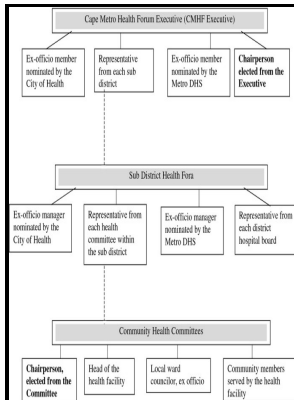 Cape Metro Health Forum Executive (CMHF Executive)
Ex-officio member
nominated by the
City of Health
Representative
from each sub
district
Ex-officio member
nominated by the
Metro DHS
Chairperson
elected from the
Executive
Sub District Health Fora
Ex-officio manager
nominated by the
City of Health
Representative from
each health
committee within
the sub district
Ex-officio manager
nominated by the
Metro DHS
Representative from
each district
hospital board
Community Health Committees
Chairperson,
elected from the
Committee
Head of the
health facility
Local ward
councilor, ex officio
Community members
served by the health
facility